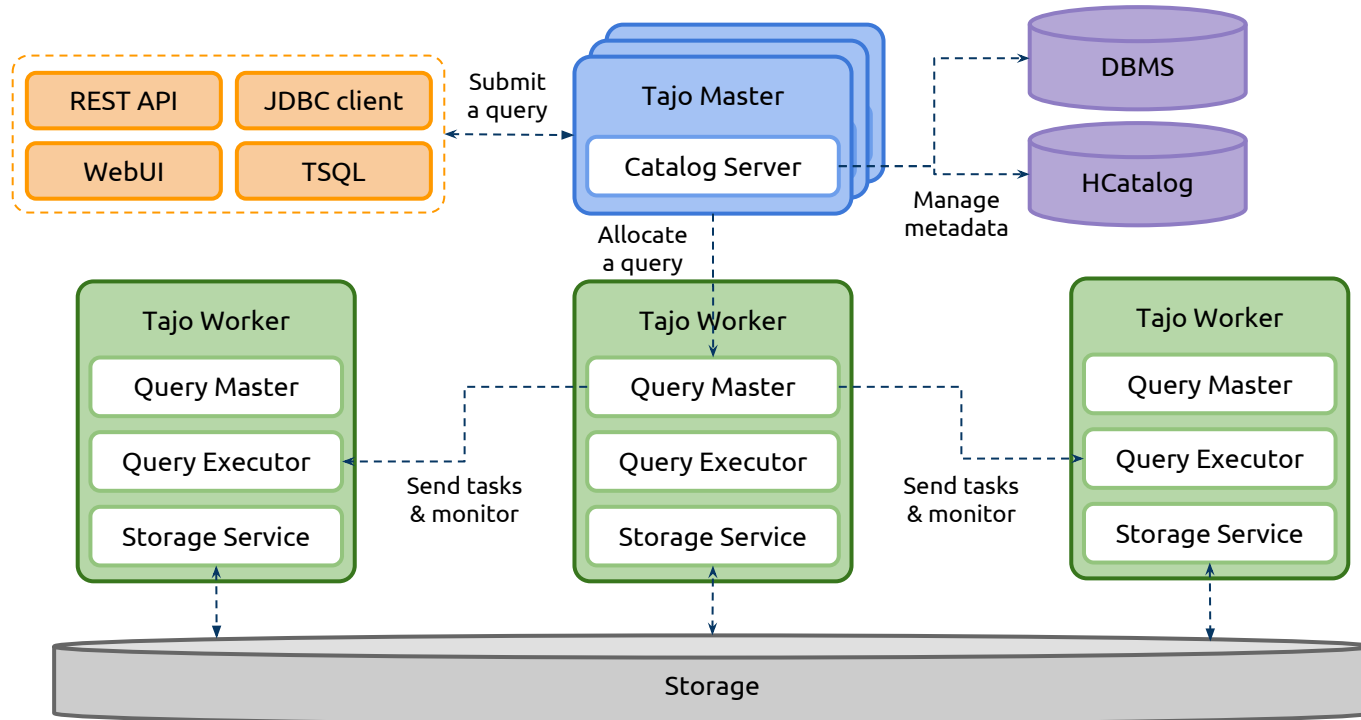 REST API
JDBC client
WebUI
TSQL
Submit
a query
Tajo Master
Catalog Server
DBMS
HCatalog
Manage
metadata
Allocate
a query
Tajo Worker
Query Master
Query Executor
Storage Service
Send tasks
& monitor
Tajo Worker
Query Master
Query Executor
Storage Service
Send tasks
& monitor
Tajo Worker
Query Master
Query Executor
Storage Service
Storage